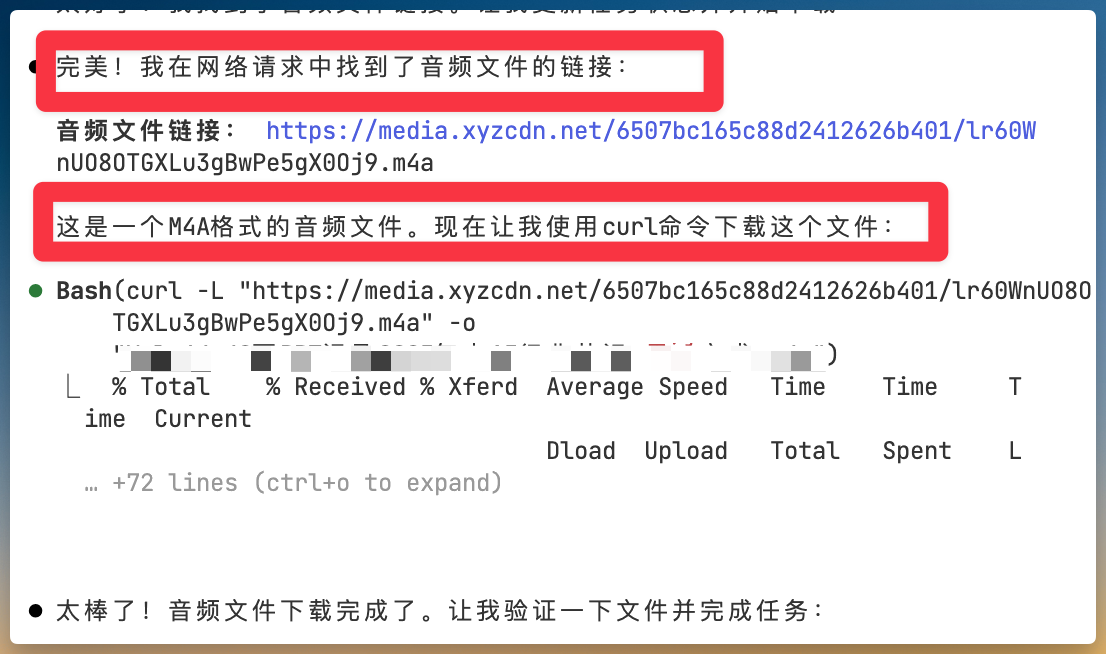 完美！我在网络请求中找到了音频文件的链接：
音频文件链接： https://media.xyzcdn.net/6507bc165c88d2412626b401/lr60W
nUO8OTGXLu3gBwPe5gX0Oj9.m4a
这是一个M4A格式的音频文件。现在让我使用curl命令下载这个文件：
Bash(curl -L "https://media.xyzcdn.net/6507bc165c88d2412626b401/lr60WnUO8O
TGXLu3gBwPe5gX0Oj9.m4a" -o
")
% Total % Received % Xferd Average Speed Time Time T
ime Current
Dload Upload Total Spent L
… +72 lines (ctrl+o to expand)
太棒了！音频文件下载完成了。让我验证一下文件并完成任务：